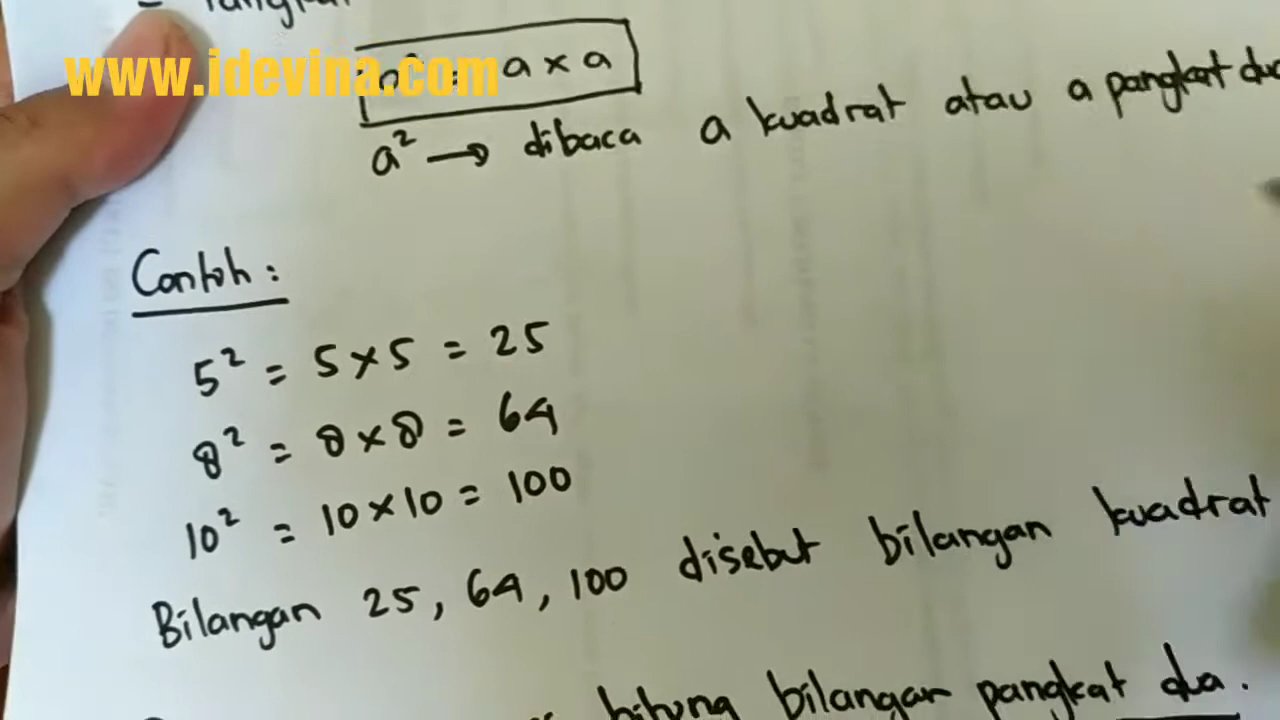 www.idevina.com
a x a
a² → dibaca a kuadrat atau a pangkat
Contoh :
5² = 5 x 5 = 25
8² = 8 x 8 = 64
10² = 10 x 10 = 100
Bilangan 25, 64, 100 disebut bilangan kuadrat
hitung bilangan pangkat dua.